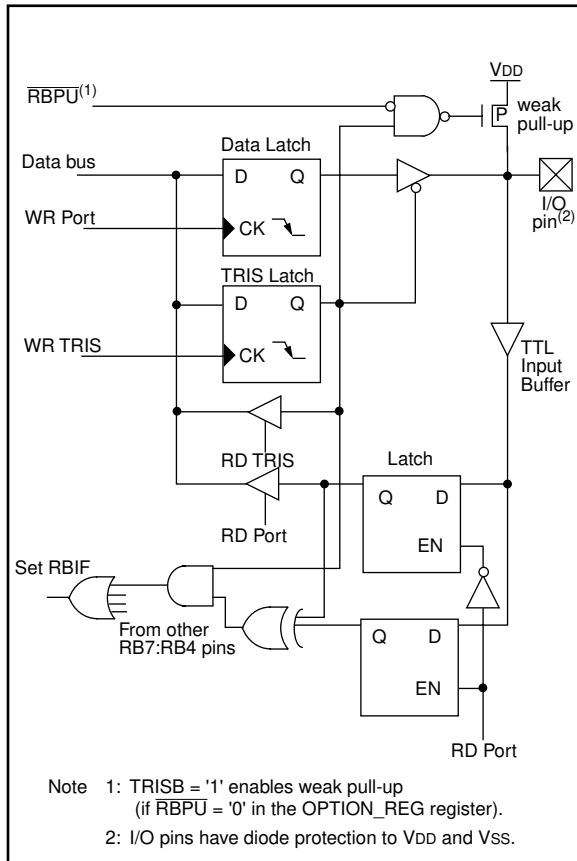 VDD
RBPU(1)
weak
pull-up
P
Data Latch
Data bus
D Q
I/O
pin(2)
WR Port
CK
TRIS Latch
D Q
WR TRIS
CK
TTL
Input
Buffer
RD TRIS
Latch
Q D
RD Port
EN
Set RBIF
From other
RB7:RB4 pins
Q D
EN
RD Port
Note 1: TRISB = '1' enables weak pull-up
(if RBPU = '0' in the OPTION_REG register).
2: I/O pins have diode protection to VDD and VSS.